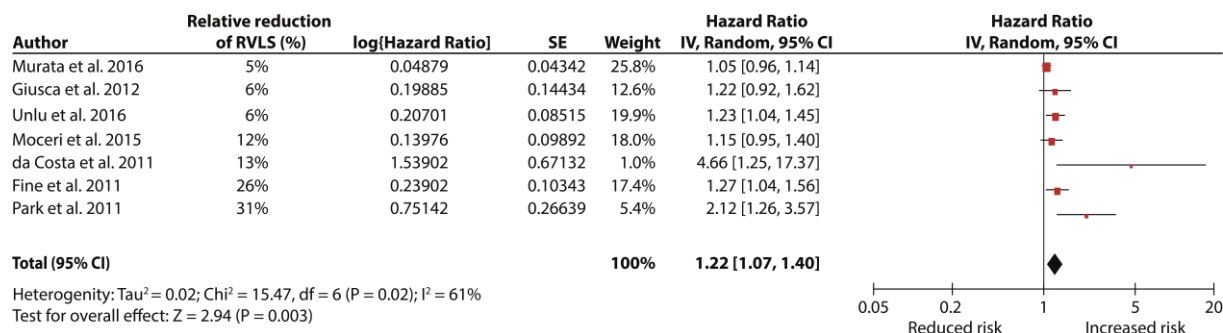 Relative reduction Hazard Ratio Hazard Ratio
Author of RVLS (%) log{Hazard Ratio] SE Weight IV, Random, 95% CI IV, Random, 95% CI
Murata et al. 2016 5% 0.04879 0.04342 25.8% 1.05 [0.96, 1.14]
Giusca et al. 2012 6% 0.19885 0.14434 12.6% 1.22 [0.92, 1.62]
Unlu et al. 2016 6% 0.20701 0.08515 19.9% 1.23 [1.04, 1.45]
Moceri et al. 2015 12% 0.13976 0.09892 18.0% 1.15 [0.95, 1.40]
da Costa et al. 2011 13% 1.53902 0.67132 1.0% 4.66 [1.25, 17.37]
Fine et al. 2011 26% 0.23902 0.10343 17.4% 1.27 [1.04, 1.56]
Park et al. 2011 31% 0.75142 0.26639 5.4% 2.12 [1.26, 3.57]
Total (95% CI) 100% 1.22 [1.07, 1.40]
Heterogenity: Tau² = 0.02; Chi² = 15.47, df = 6 (P = 0.02); I² = 61%
Test for overall effect: Z = 2.94 (P = 0.003)
0.05 0.2 1 5 20
Reduced risk Increased risk